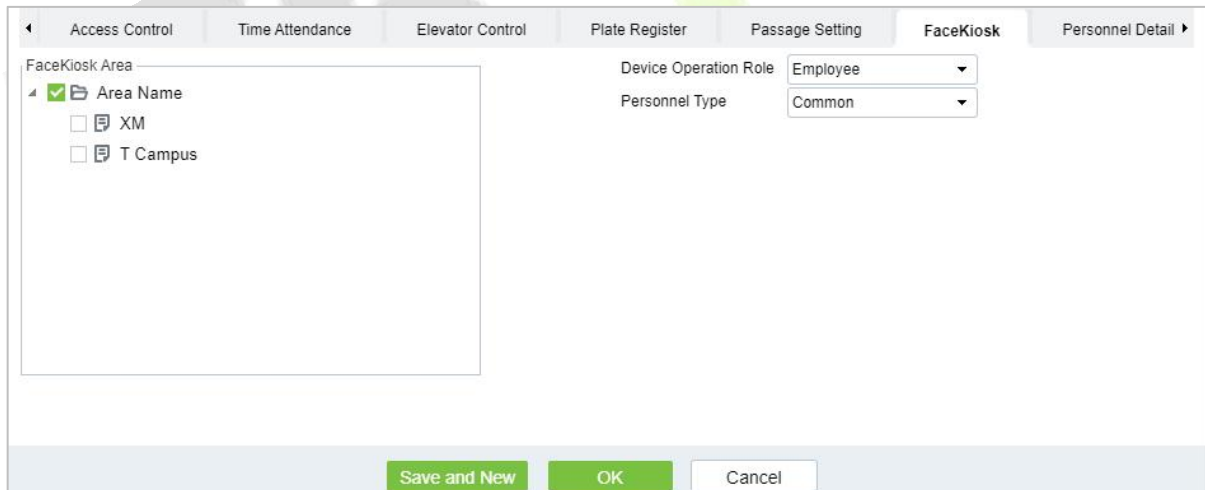 Access Control Time Attendance Elevator Control Plate Register Passage Setting FaceKiosk Personnel Detail
FaceKiosk Area
Area Name
XM
T Campus
Device Operation Role Employee
Personnel Type Common
Save and New OK Cancel